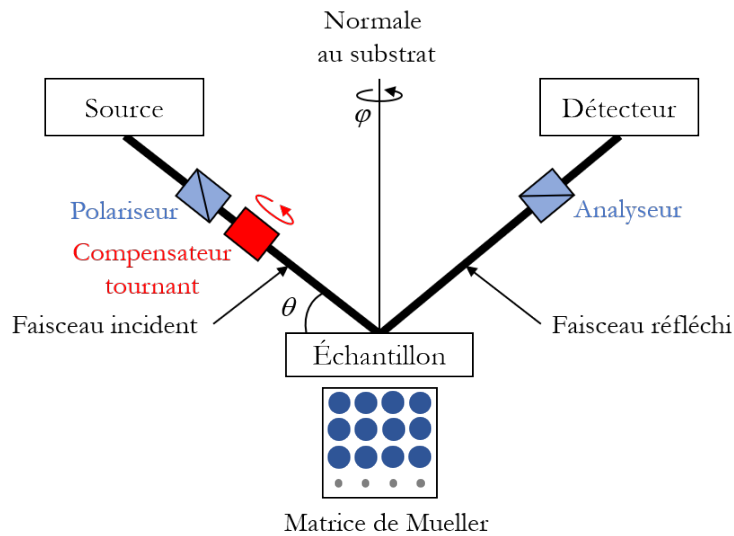 Normale
au substrat
Source
Détecteur
φ
Polariseur
Analyseur
Compensateur
tournant
θ
Faisceau incident
Faisceau réfléchi
Échantillon
Matrice de Mueller